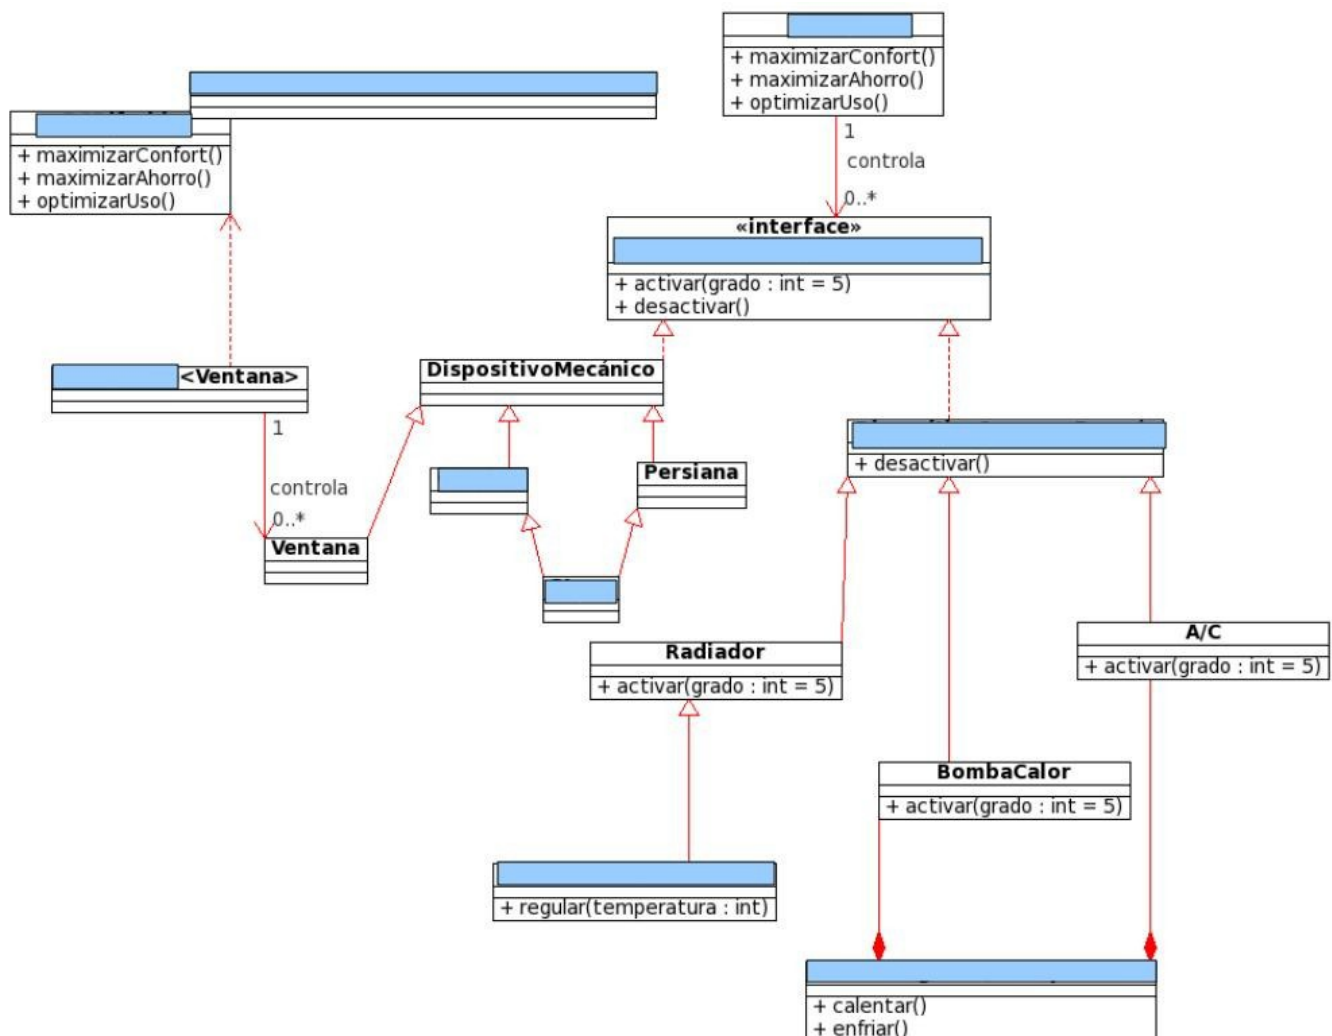 + maximizarConfort()
+ maximizarAhorro()
+ optimizarUso()
1
controla
0..*
+ maximizarConfort()
+ maximizarAhorro()
+ optimizarUso()
«interface»
+ activar(grado : int = 5)
+ desactivar()
<Ventana>
1
controla
0..*
DispositivoMecánico
+ desactivar()
Persiana
Ventana
Radiador
+ activar(grado : int = 5)
A/C
+ activar(grado : int = 5)
BombaCalor
+ activar(grado : int = 5)
+ regular(temperatura : int)
+ calentar()
+ enfriar()